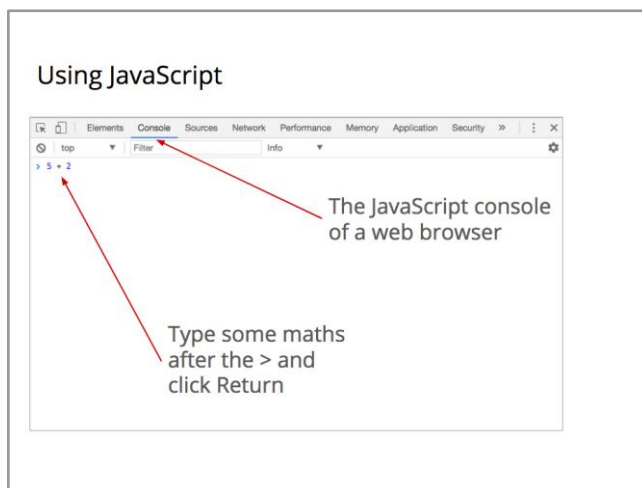 Using JavaScript
Elements Console Sources Network Performance Memory Application Security »
top ▼ Filter Info ▼
> 5 + 2
The JavaScript console
of a web browser
Type some maths
after the > and
click Return